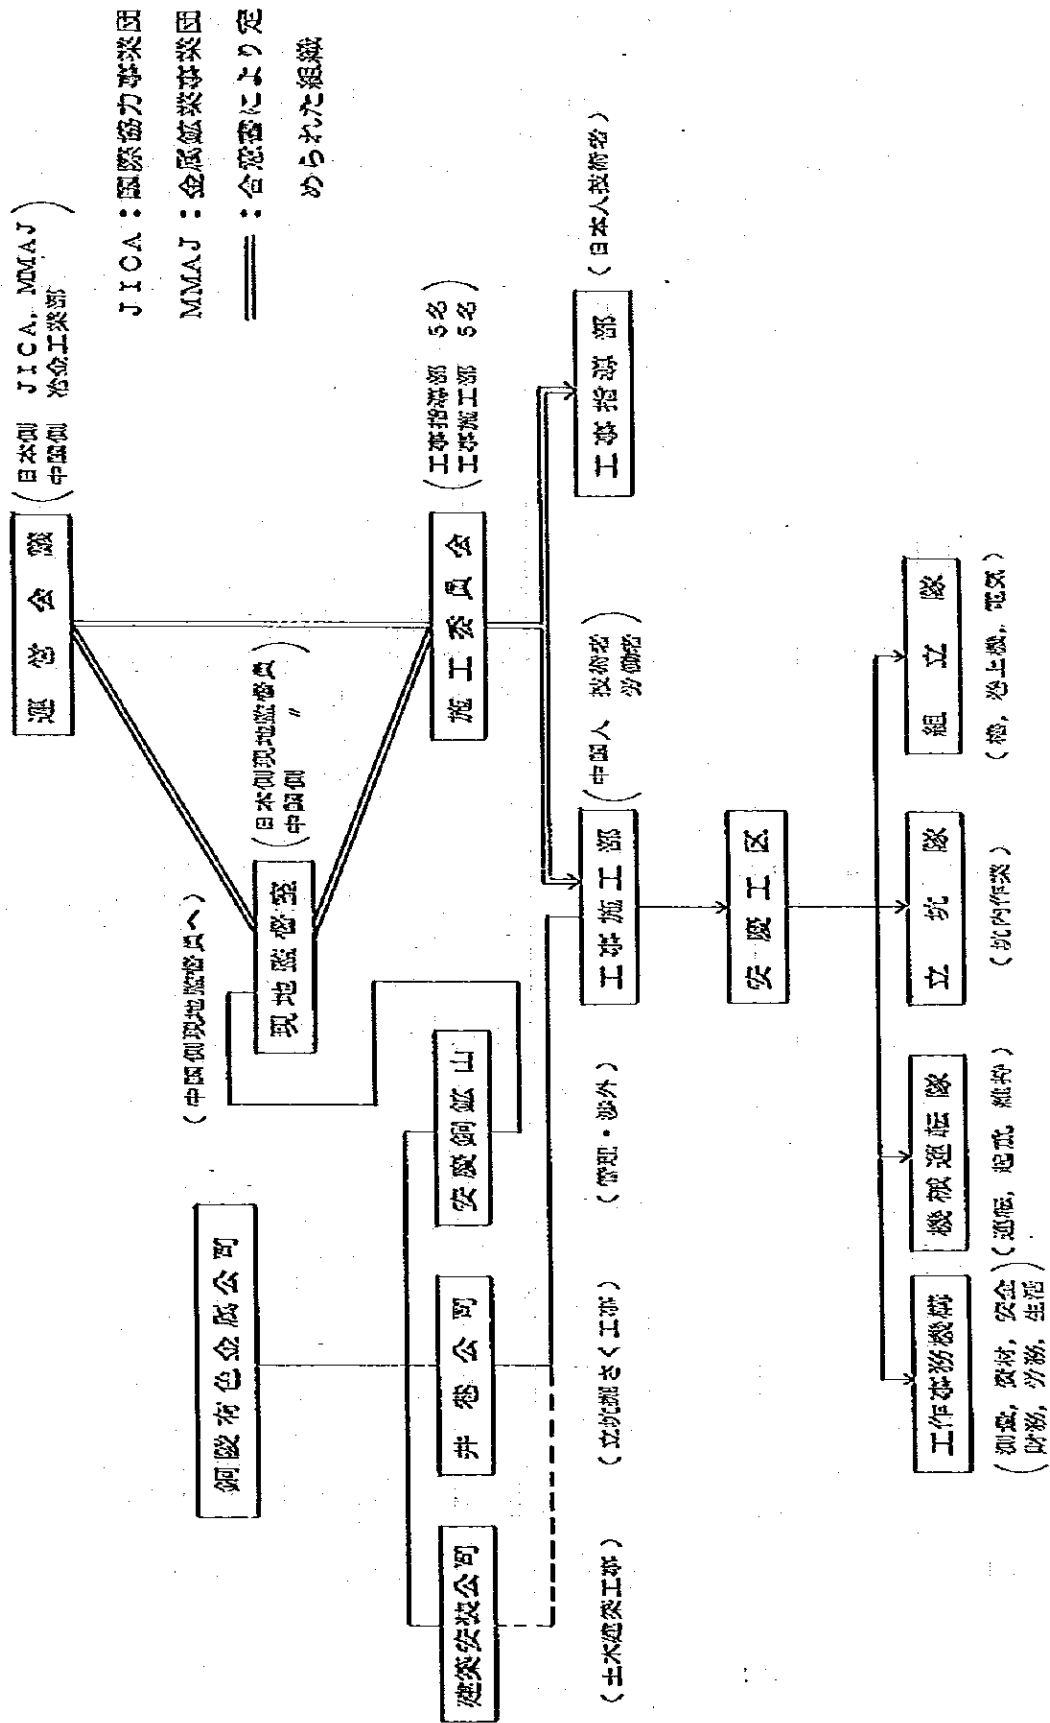 運営会議
(日本側 JICA, MMAJ
中国側 冶金工業部)
JICA：国際協力事業団
MMAJ：金属鉱業事業団
＝：合意書により定
められた組織
(中国側現地監督員へ)
現地監督室
(日本側現地監督員
中国側 〃)
施工委員会
(工事指導部 5名
工事施工部 5名)
銅陵有色金属公司
建築安装公司
井巷公司
安慶銅鉱山
(土木建築工事)
(立坑掘さく工事)
(管理・渉外)
工事施工部
(中国人 技術者
労働者)
工事指導部
(日本人技術者)
安慶工区
工作事務機構
機械運転隊
立坑隊
組立隊
(測量, 資材, 安全
財務, 労務, 生活)
(運転, 起砿, 維持)
(坑内作業)
(櫓, 巻上機, 電気)